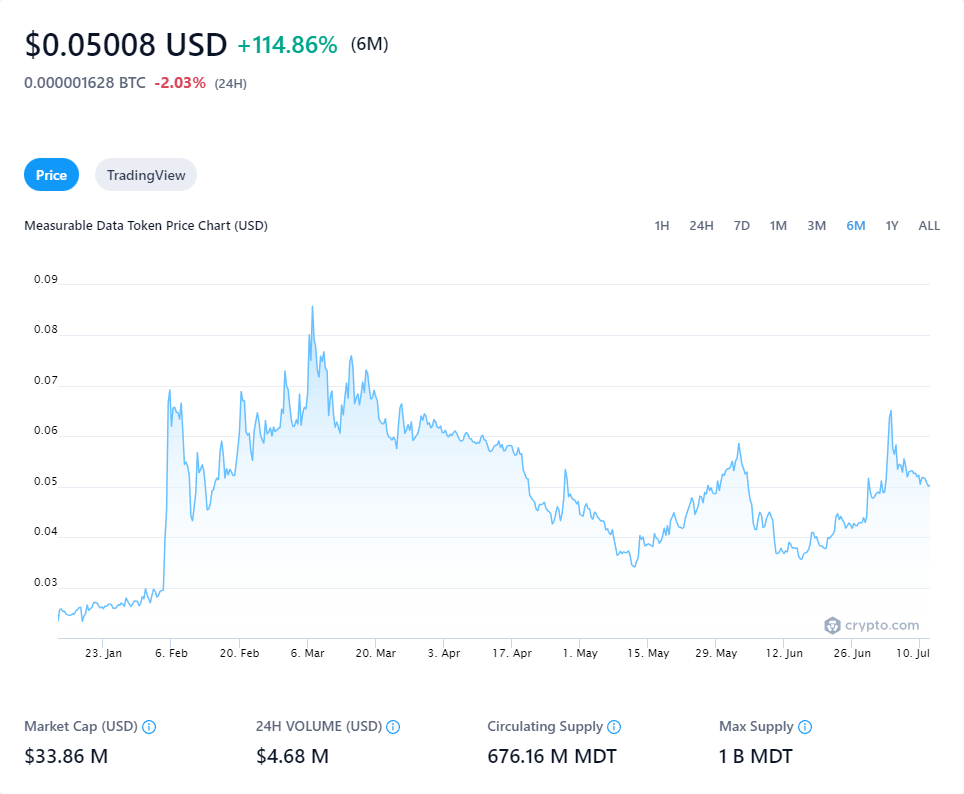 $0.05008 USD +114.86% (6M)
0.000001628 BTC -2.03% (24H)
Price TradingView
Measurable Data Token Price Chart (USD) 1H 24H 7D 1M 3M 6M 1Y ALL
0.09
0.08
0.07
0.06
0.05
0.04
0.03
crypto.com
23. Jan 6. Feb 20. Feb 6. Mar 20. Mar 3. Apr 17. Apr 1. May 15. May 29. May 12. Jun 26. Jun 10. Jul
Market Cap (USD) 24H VOLUME (USD) Circulating Supply Max Supply
$33.86 M $4.68 M 676.16 M MDT 1 B MDT